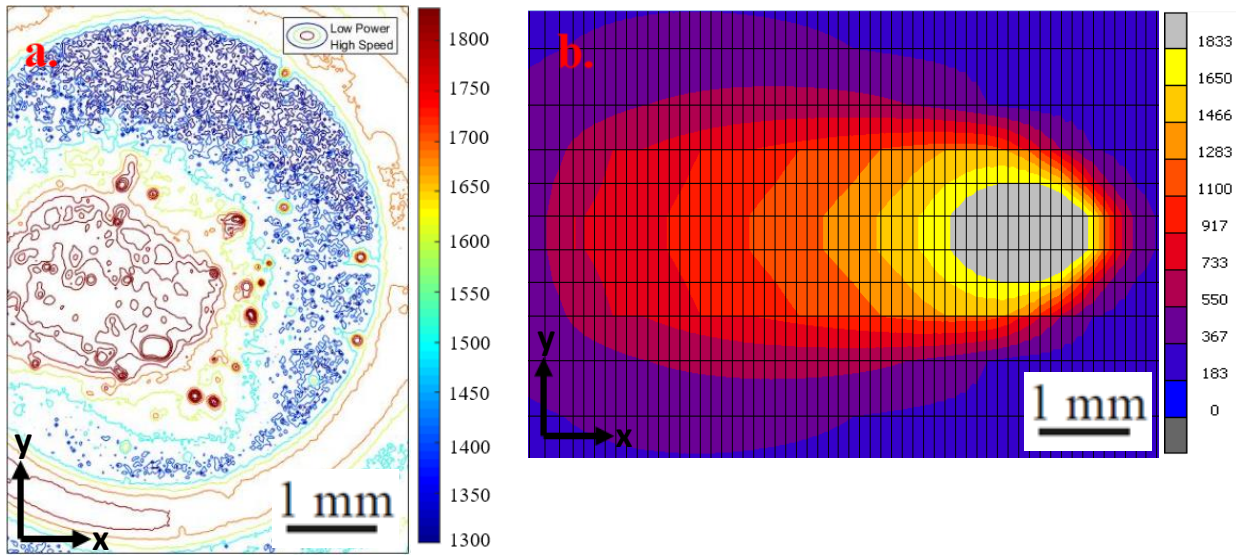 a.
Low Power
High Speed
1800
1750
1700
1650
1600
1550
1500
1450
1400
1350
1300
y
x
1 mm
b.
1833
1650
1466
1283
1100
917
733
550
367
183
0
y
x
1 mm